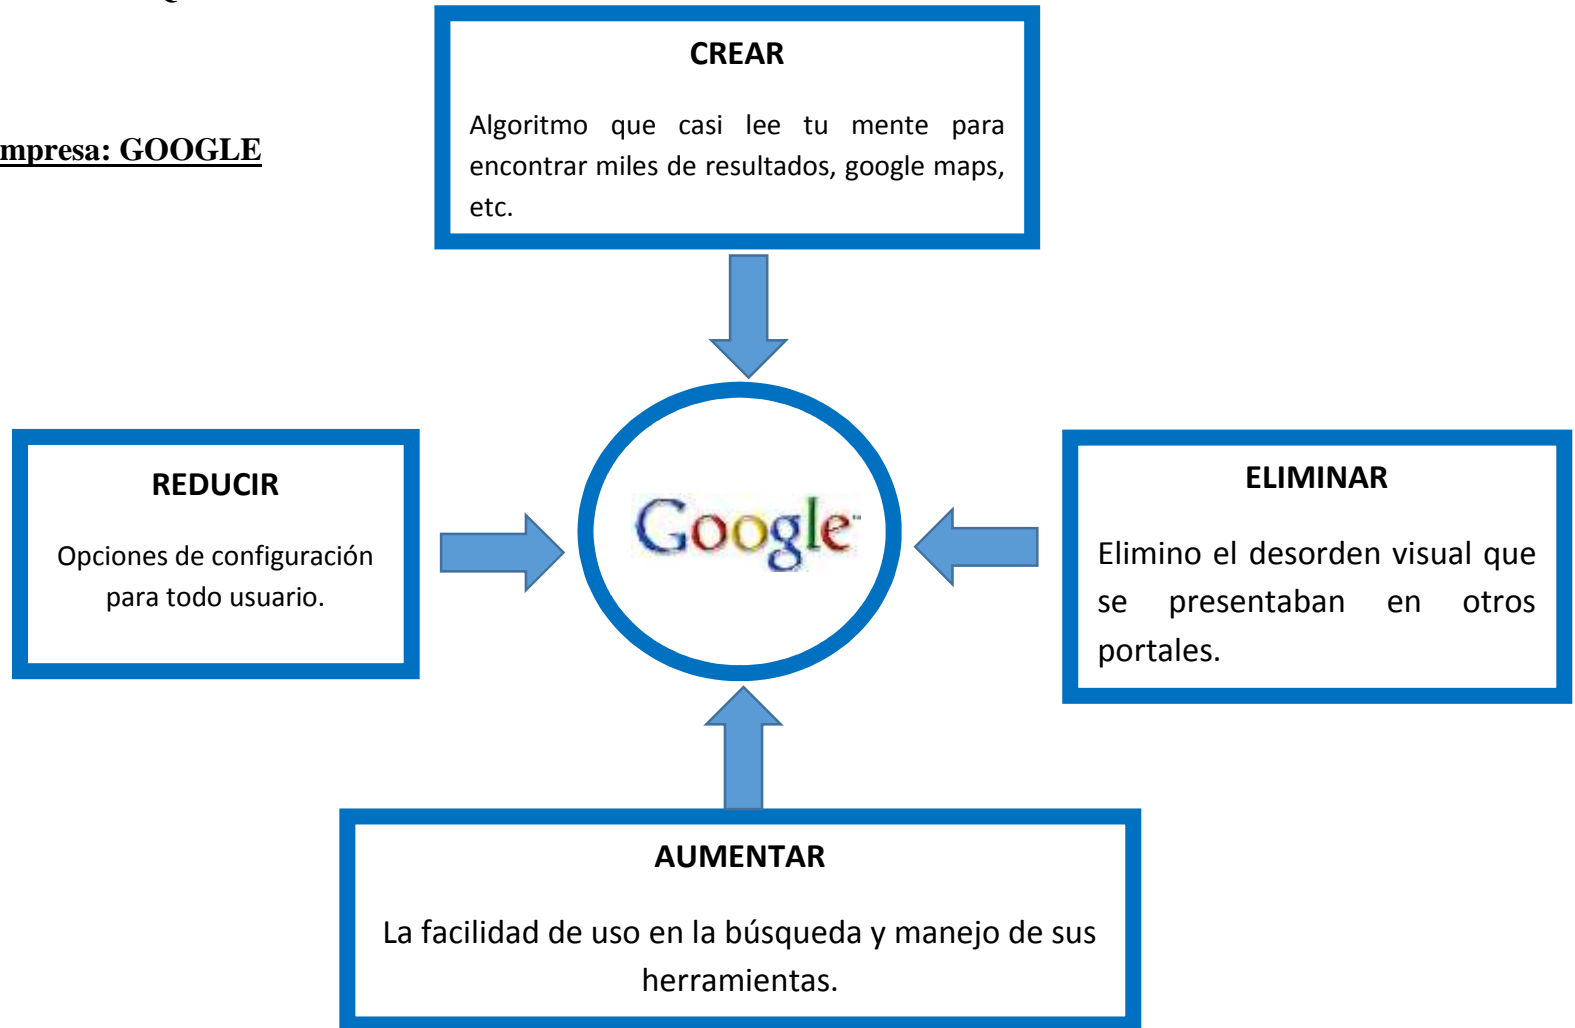 CREAR
Algoritmo que casi lee tu mente para
encontrar miles de resultados, google maps,
etc.
mpresa: GOOGLE
REDUCIR
Opciones de configuración
para todo usuario.
Google™
ELIMINAR
Elimino el desorden visual que
se presentaban en otros
portales.
AUMENTAR
La facilidad de uso en la búsqueda y manejo de sus
herramientas.